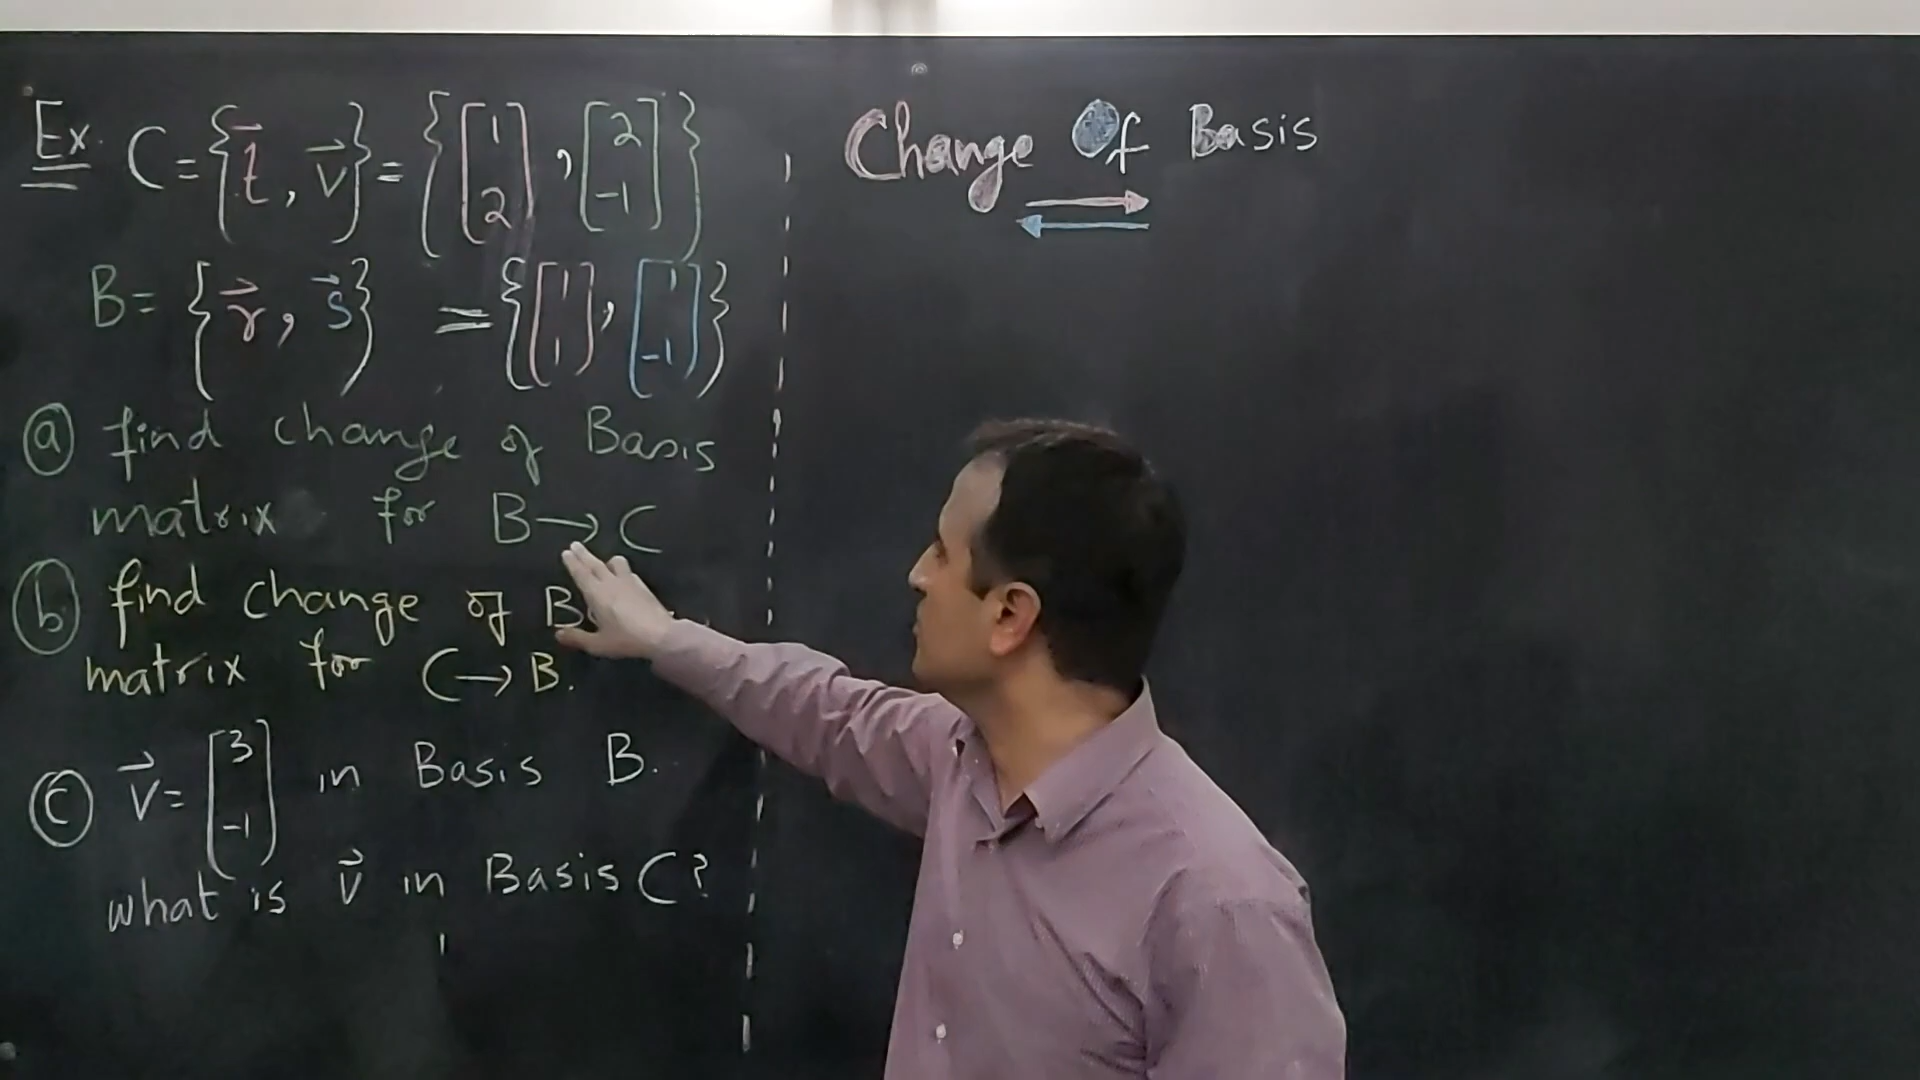 Ex. C = {t⃗, v⃗} = {[1 2], [2 -1]}
B = {r⃗, s⃗} = {[1 1], [1 -1]}
(a) find change of Basis
matrix for B → C
(b) find change of
matrix for C → B.
(c) v⃗ = [3 -1] in Basis B.
what is v⃗ in Basis C?
Change Of Basis